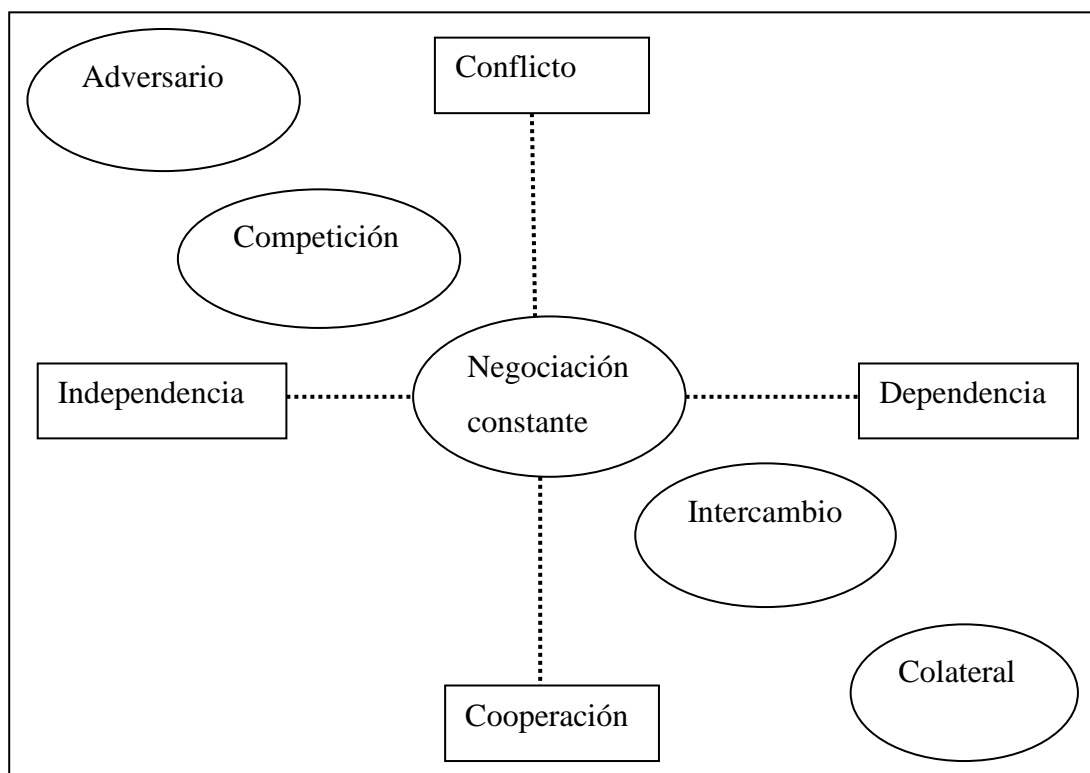 Adversario
Conflicto
Competición
Independencia
Negociación
constante
Dependencia
Intercambio
Colateral
Cooperación